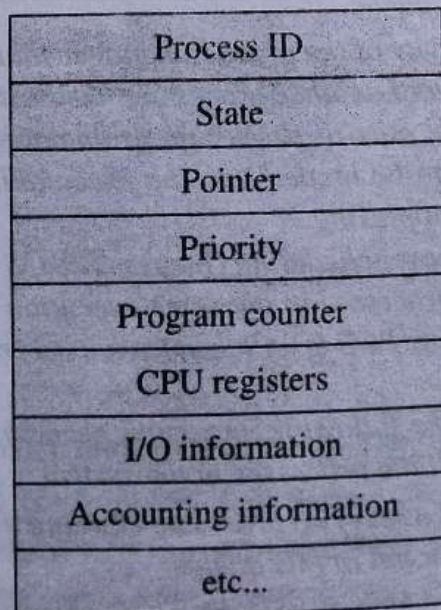 Process ID
State
Pointer
Priority
Program counter
CPU registers
I/O information
Accounting information
etc...